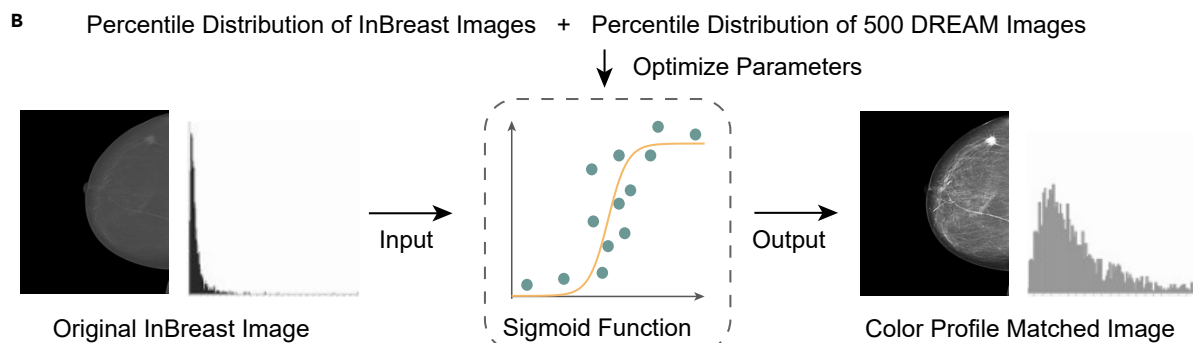 B
Percentile Distribution of InBreast Images + Percentile Distribution of 500 DREAM Images
Optimize Parameters
Input
Output
Original InBreast Image
Sigmoid Function
Color Profile Matched Image